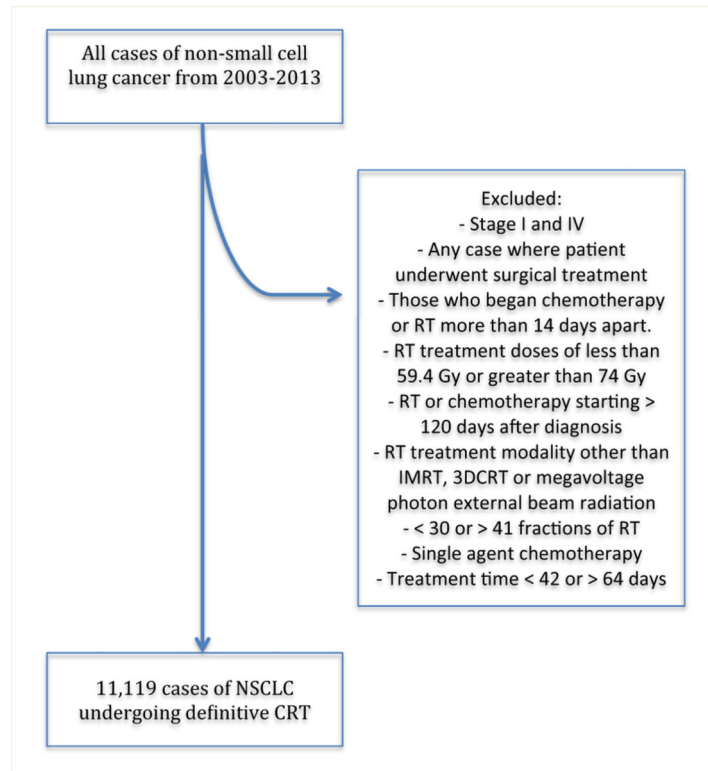 All cases of non-small cell
lung cancer from 2003-2013
Excluded:
- Stage I and IV
- Any case where patient
underwent surgical treatment
- Those who began chemotherapy
or RT more than 14 days apart.
- RT treatment doses of less than
59.4 Gy or greater than 74 Gy
- RT or chemotherapy starting >
120 days after diagnosis
- RT treatment modality other than
IMRT, 3DCRT or megavoltage
photon external beam radiation
- < 30 or > 41 fractions of RT
- Single agent chemotherapy
- Treatment time < 42 or > 64 days
11,119 cases of NSCLC
undergoing definitive CRT